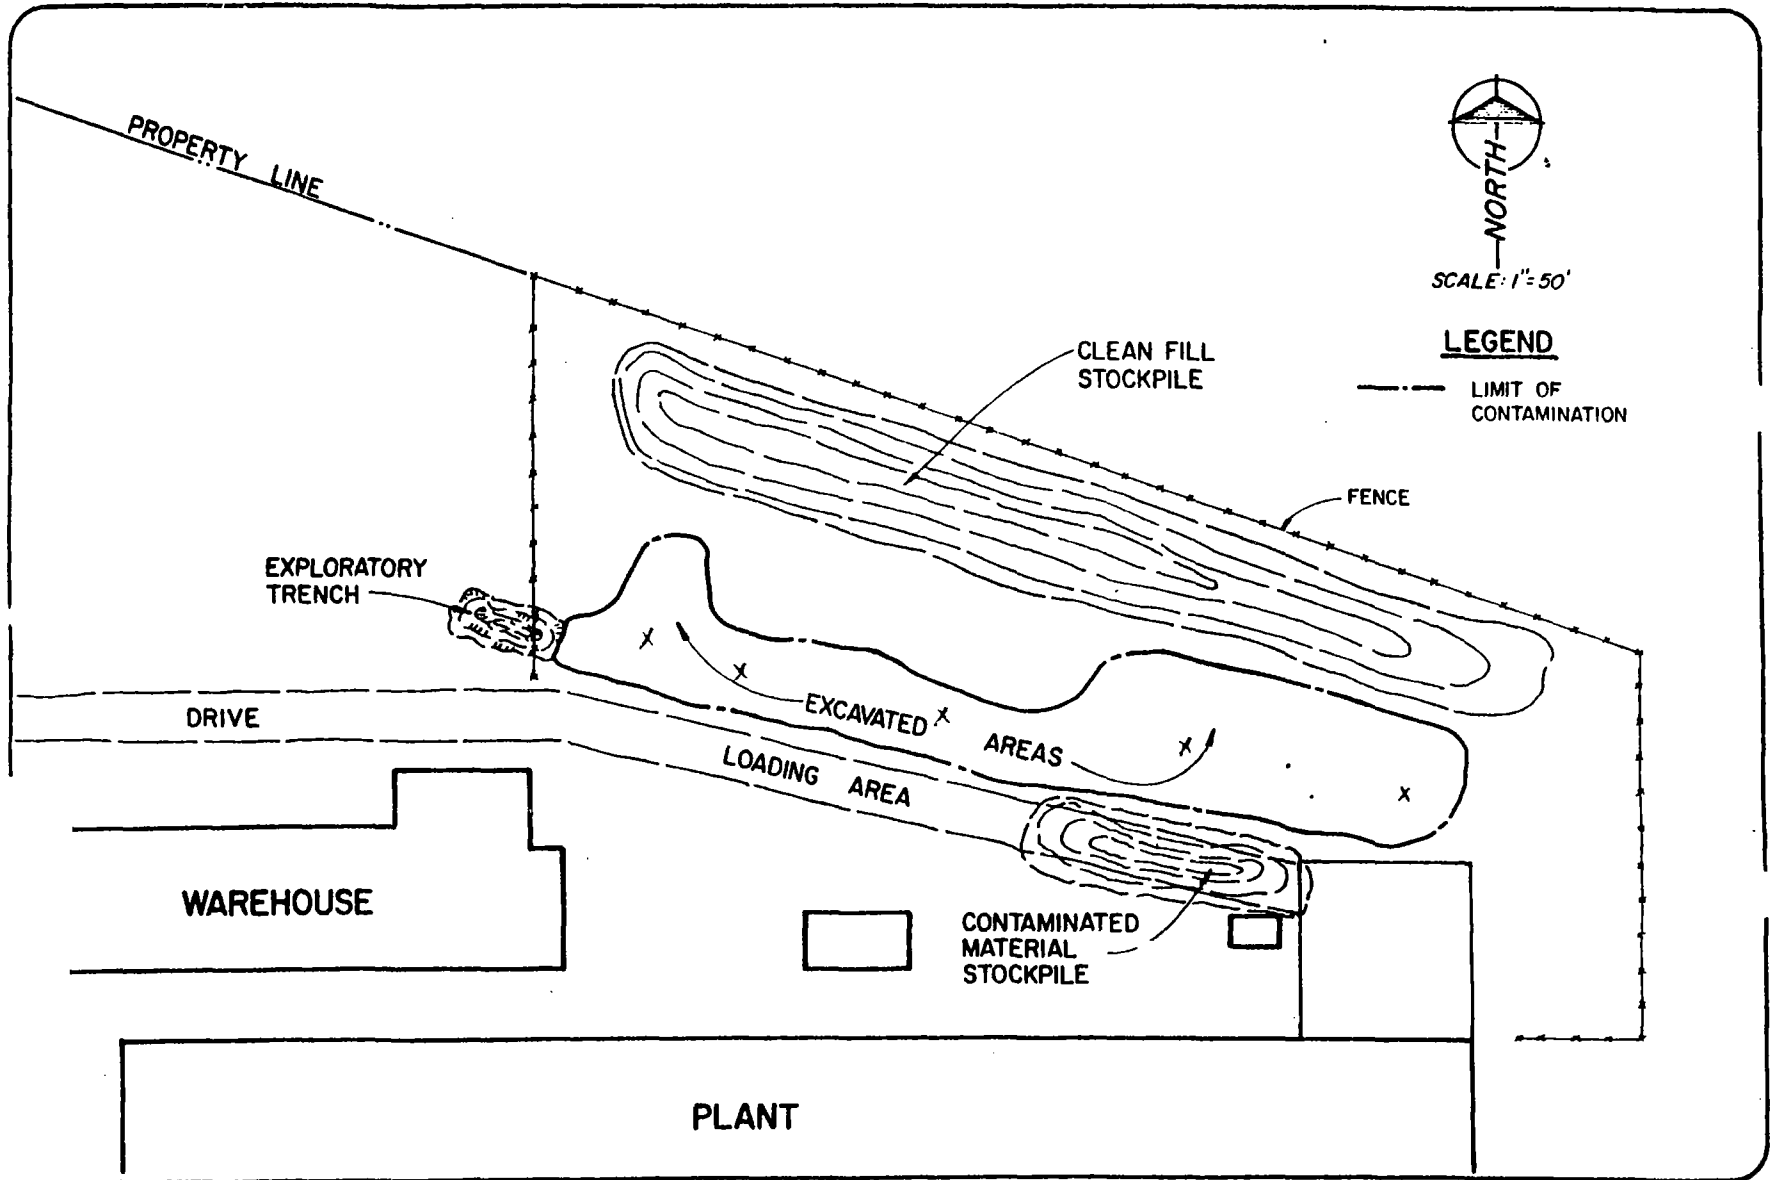 PROPERTY LINE
NORTH
SCALE: 1"=50'
LEGEND
LIMIT OF
CONTAMINATION
CLEAN FILL
STOCKPILE
FENCE
EXPLORATORY
TRENCH
EXCAVATED AREAS
DRIVE
LOADING AREA
WAREHOUSE
CONTAMINATED
MATERIAL
STOCKPILE
PLANT